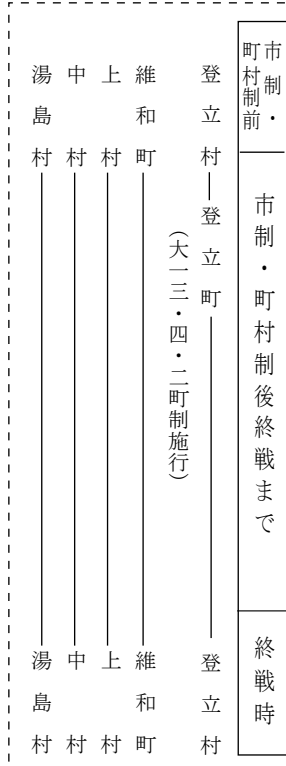 市制・町村制前
市制・町村制後終戦まで
終戦時
登立村
登立町
登立村
（大一三・四・二町制施行）
維和町
維和町
上村
上村
中村
中村
湯島村
湯島村